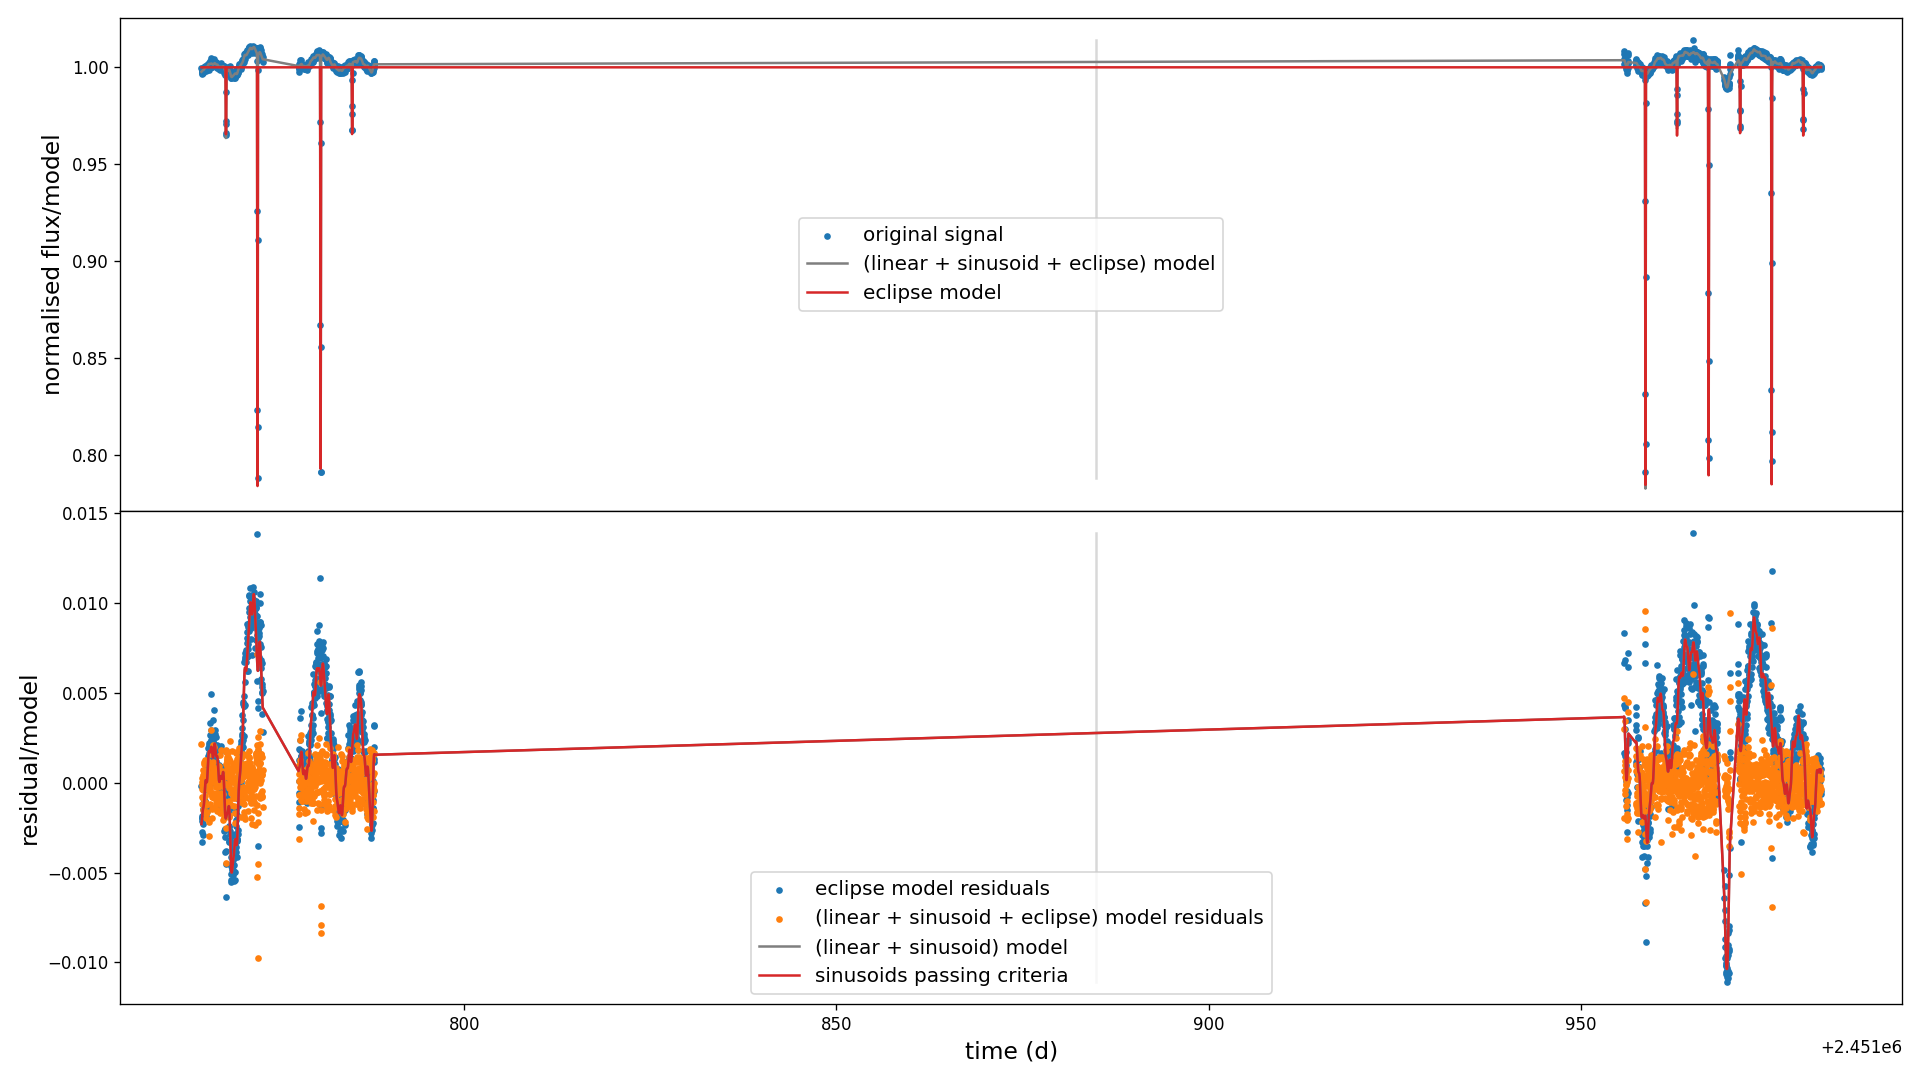 normalised flux/model
1.00
0.95
0.90
0.85
0.80
original signal
(linear + sinusoid + eclipse) model
eclipse model
residual/model
0.015
0.010
0.005
0.000
−0.005
−0.010
eclipse model residuals
(linear + sinusoid + eclipse) model residuals
(linear + sinusoid) model
sinusoids passing criteria
800
850
900
950
time (d)
+2.451e6